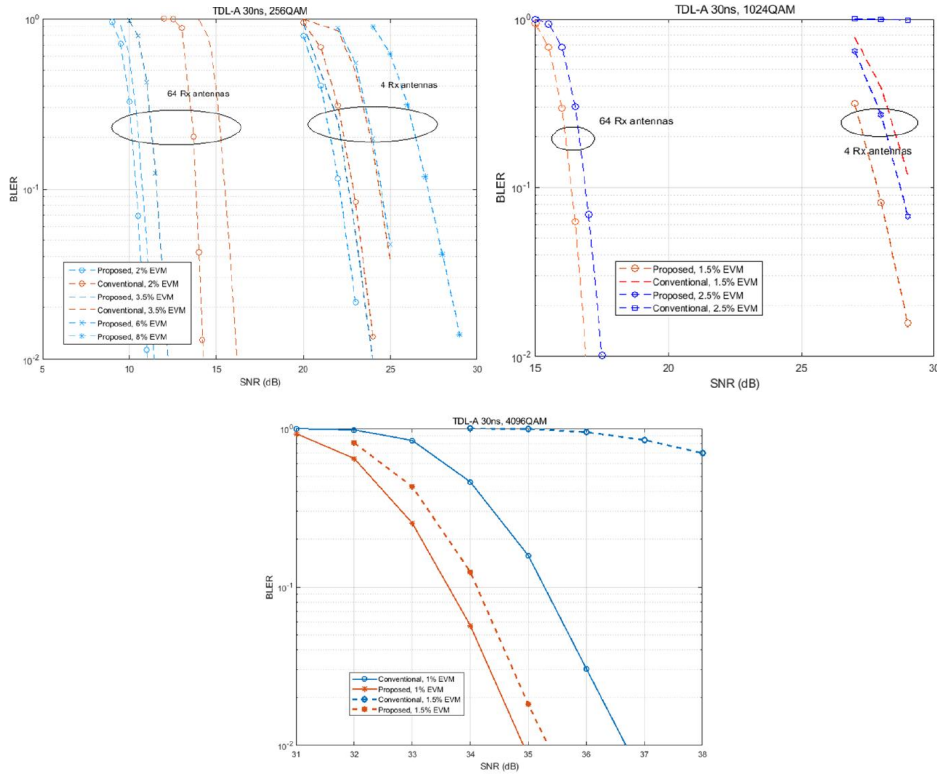 TDL-A 30ns, 256QAM
BLER
10^0
10^-1
10^-2
64 Rx antennas
4 Rx antennas
Proposed, 2% EVM
Conventional, 2% EVM
Proposed, 3.5% EVM
Conventional, 3.5% EVM
Proposed, 6% EVM
Proposed, 8% EVM
5 10 15 20 25 30
SNR (dB)
TDL-A 30ns, 1024QAM
BLER
10^0
10^-1
10^-2
64 Rx antennas
4 Rx antennas
Proposed, 1.5% EVM
Conventional, 1.5% EVM
Proposed, 2.5% EVM
Conventional, 2.5% EVM
15 20 25 30
SNR (dB)
TDL-A 30ns, 4096QAM
BLER
10^0
10^-1
10^-2
Conventional, 1% EVM
Proposed, 1% EVM
Conventional, 1.5% EVM
Proposed, 1.5% EVM
31 32 33 34 35 36 37 38
SNR (dB)